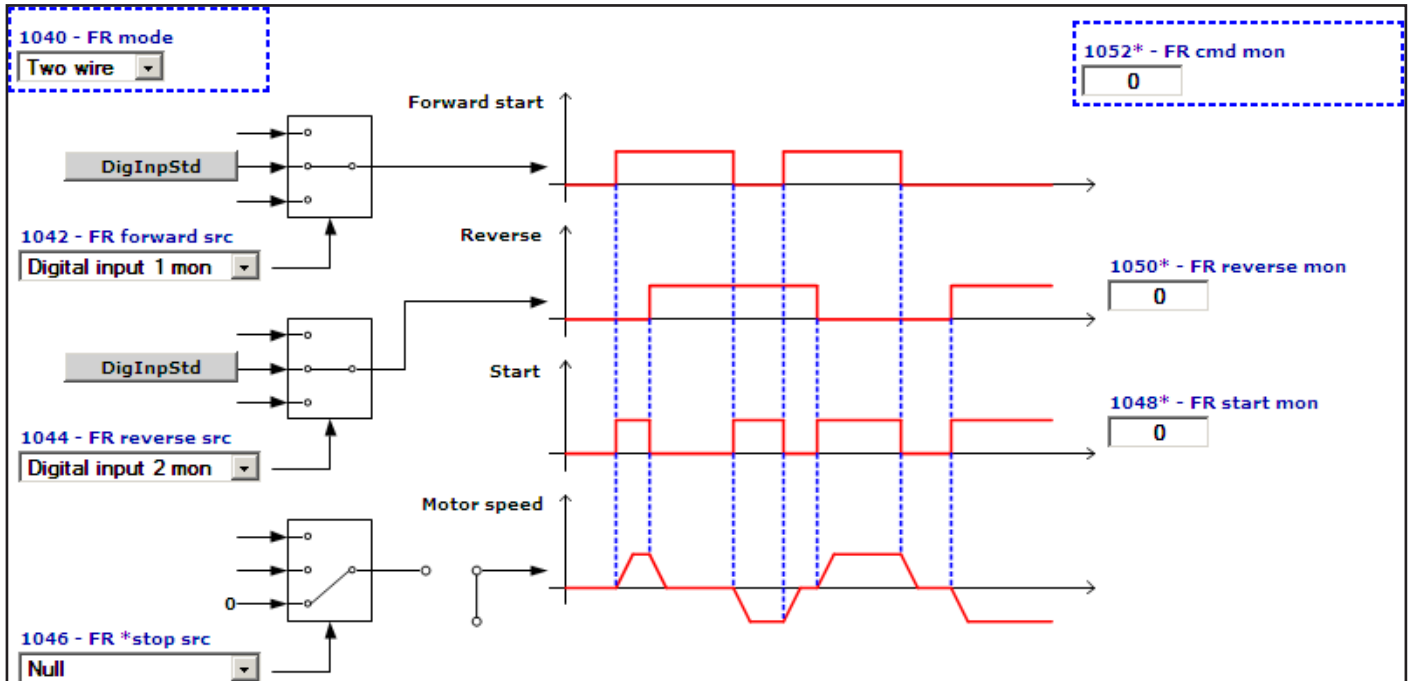 1040 - FR mode
Two wire
1052* - FR cmd mon
0
Forward start
DigInpStd
1042 - FR forward src
Digital input 1 mon
Reverse
1050* - FR reverse mon
0
DigInpStd
Start
1048* - FR start mon
0
1044 - FR reverse src
Digital input 2 mon
Motor speed
0
1046 - FR *stop src
Null